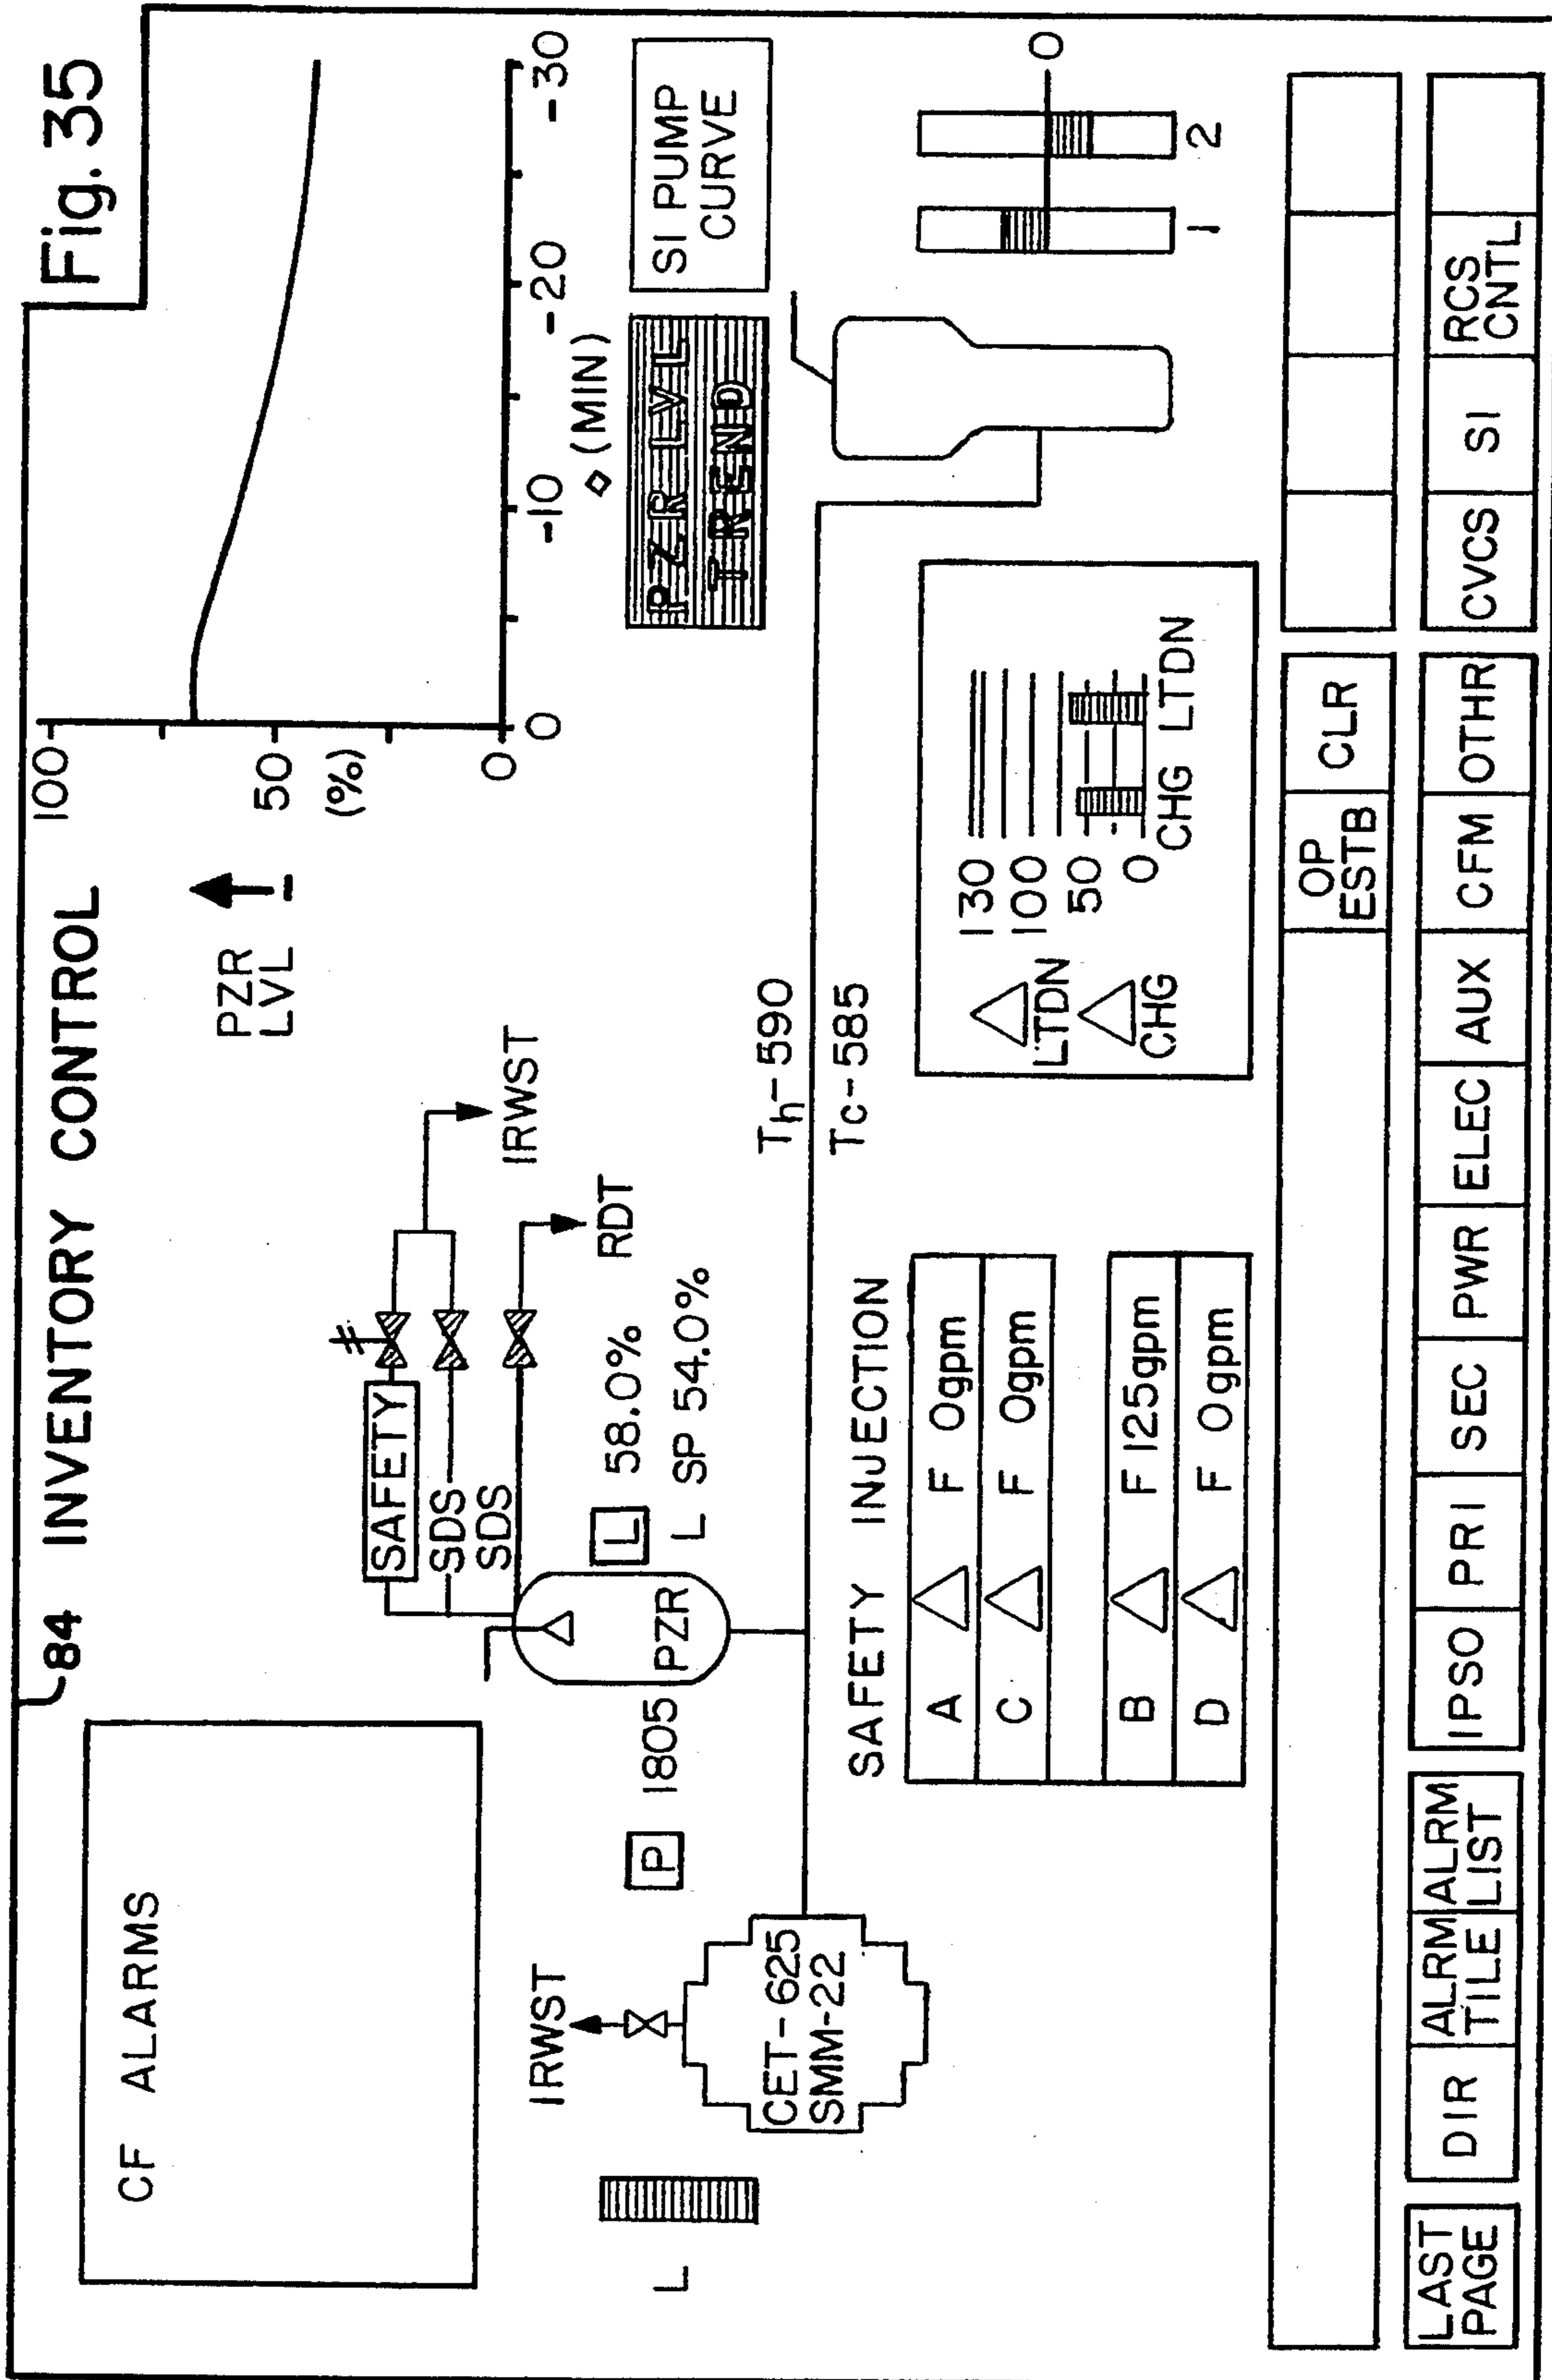 Fig. 35
84 INVENTORY CONTROL
CF ALARMS
PZR
LVL
100
50
(%)
0
0 -10 -20 -30
(MIN)
PZR LVL
TREND
SI PUMP
CURVE
SAFETY
SDS
SDS
IRWST
RDT
IRWST
L
P 1805
PZR
L 58.0%
L SP 54.0%
CET-625
SMM-22
Th-590
Tc-585
SAFETY INJECTION
A F 0gpm
C F 0gpm
B F 125gpm
D F 0gpm
LTDN
CHG
130
100
50
0
CHG LTDN
0
1 2
OP
ESTB
CLR
LAST
PAGE
DIR
ALRM
TILE
ALRM
LIST
IPSO
PRI
SEC
PWR
ELEC
AUX
CFM
OTHR
CVCS
SI
RCS
CNTL